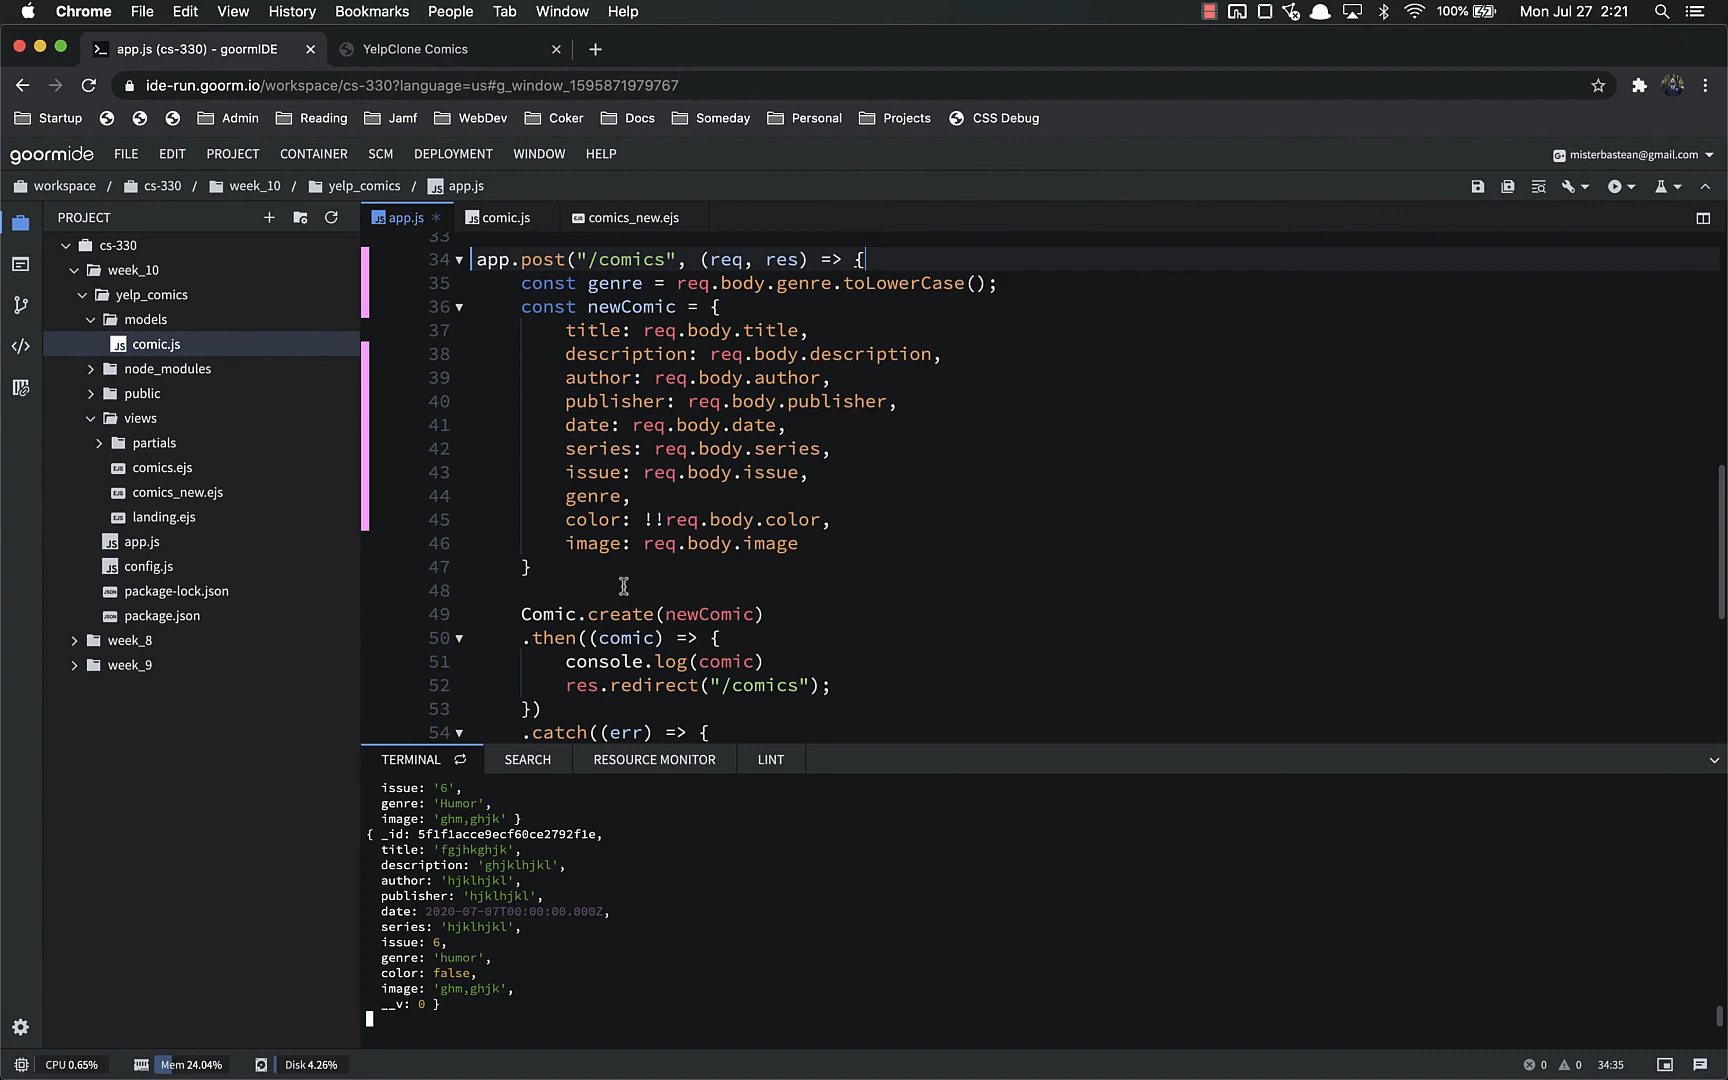 Chrome File Edit View History Bookmarks People Tab Window Help 100% Mon Jul 27 2:21
app.js (cs-330) - goormIDE YelpClone Comics
ide-run.goorm.io/workspace/cs-330?language=us#g_window_1595871979767
Startup Admin Reading Jamf WebDev Coker Docs Someday Personal Projects CSS Debug
goormide FILE EDIT PROJECT CONTAINER SCM DEPLOYMENT WINDOW HELP misterbastean@gmail.com
workspace / cs-330 / week_10 / yelp_comics / app.js
PROJECT
cs-330
week_10
yelp_comics
models
comic.js
node_modules
public
views
partials
comics.ejs
comics_new.ejs
landing.ejs
app.js
config.js
package-lock.json
package.json
week_8
week_9
app.js * comic.js comics_new.ejs
33
34 app.post("/comics", (req, res) => {
35 const genre = req.body.genre.toLowerCase();
36 const newComic = {
37 title: req.body.title,
38 description: req.body.description,
39 author: req.body.author,
40 publisher: req.body.publisher,
41 date: req.body.date,
42 series: req.body.series,
43 issue: req.body.issue,
44 genre,
45 color: !!req.body.color,
46 image: req.body.image
47 }
48
49 Comic.create(newComic)
50 .then((comic) => {
51 console.log(comic)
52 res.redirect("/comics");
53 })
54 .catch((err) => {
TERMINAL SEARCH RESOURCE MONITOR LINT
issue: '6',
genre: 'Humor',
image: 'ghm,ghjk' }
{ _id: 5f1f1acce9ecf60ce2792f1e,
title: 'fgjhkghjk',
description: 'ghjklhjkl',
author: 'hjklhjkl',
publisher: 'hjklhjkl',
date: 2020-07-07T00:00:00.000Z,
series: 'hjklhjkl',
issue: 6,
genre: 'humor',
color: false,
image: 'ghm,ghjk',
__v: 0 }
CPU 0.65% Mem 24.04% Disk 4.26% 0 0 34:35